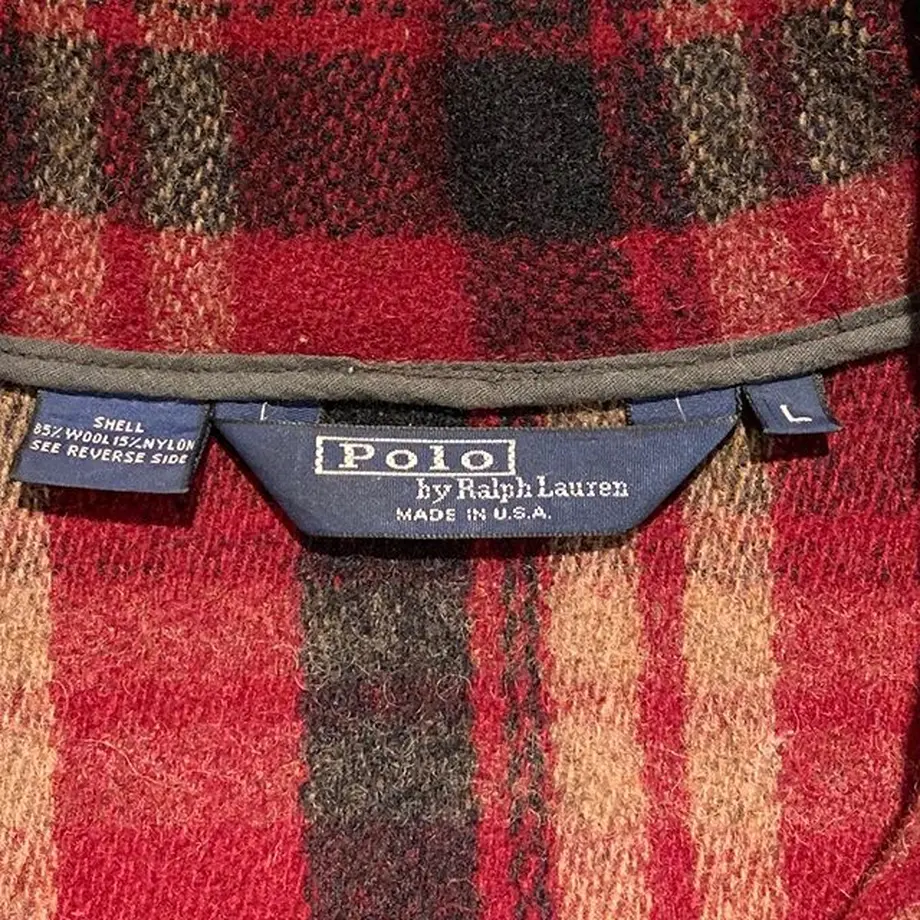 SHELL
85% WOOL 15% NYLON
SEE REVERSE SIDE
Polo
by Ralph Lauren
MADE IN U.S.A.
L